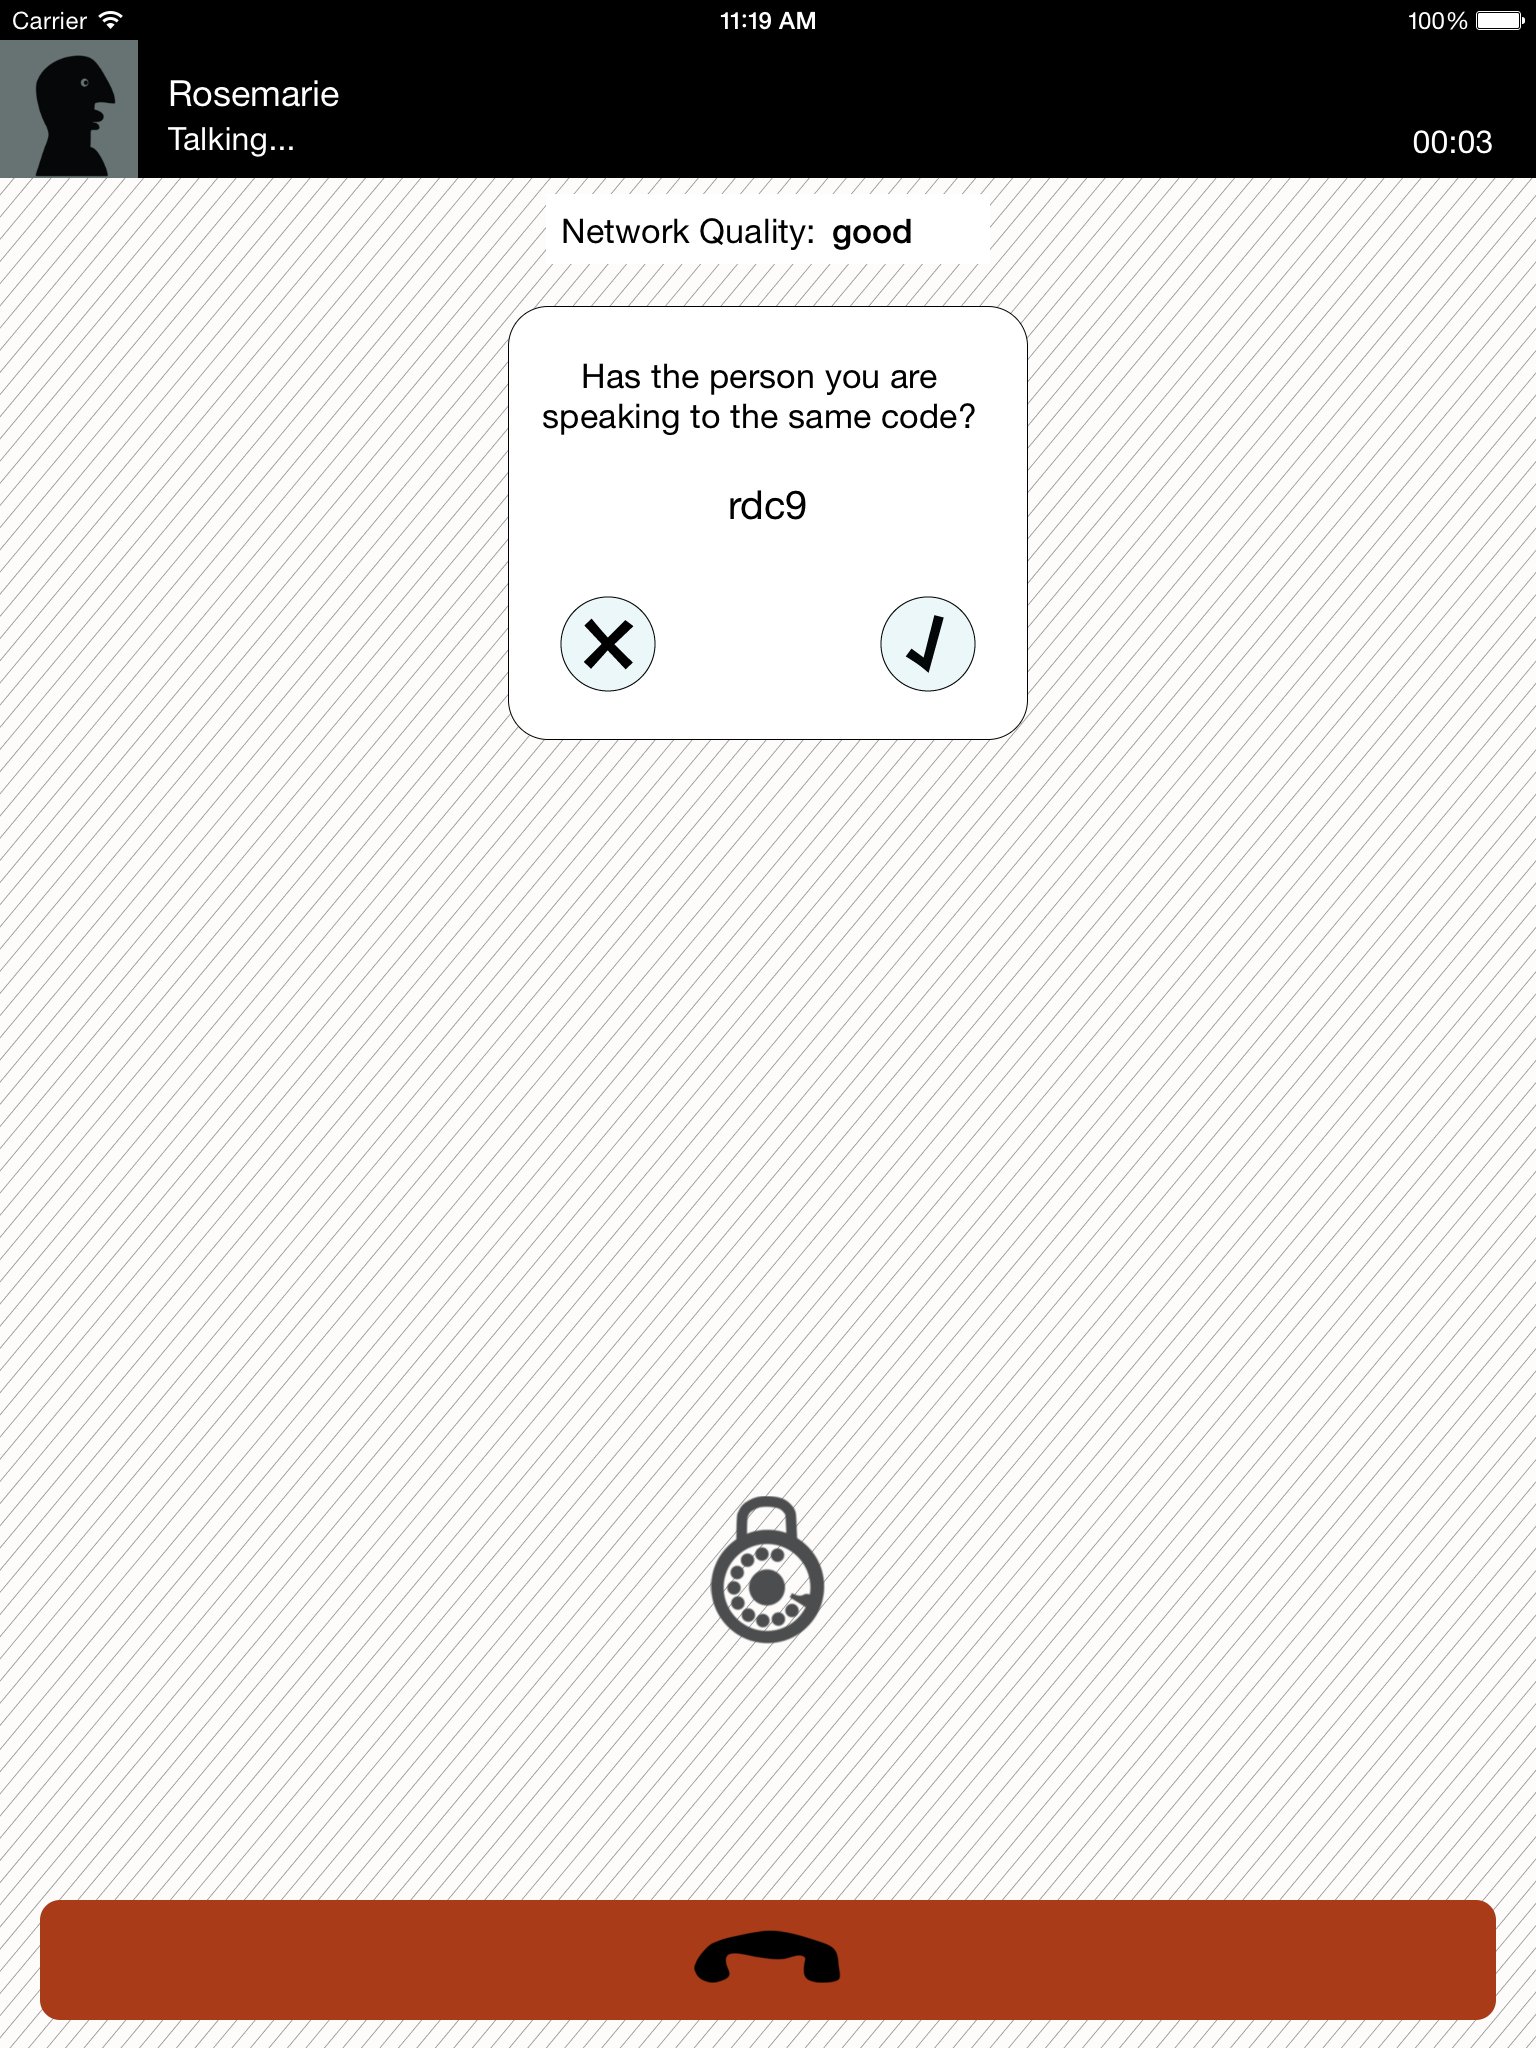 Carrier
11:19 AM
100%
Rosemarie
Talking...
00:03
Network Quality: good
Has the person you are
speaking to the same code?
rdc9